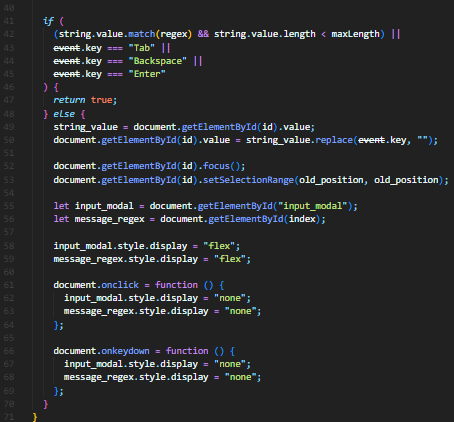 40
41
42 if (
42 (string.value.match(regex) && string.value.length < maxLength) ||
43 event.key === "Tab" ||
44 event.key === "Backspace" ||
45 event.key === "Enter"
46 ) {
47 return true;
48 } else {
49 string_value = document.getElementById(id).value;
50 document.getElementById(id).value = string_value.replace(event.key, "");
51
52 document.getElementById(id).focus();
53 document.getElementById(id).setSelectionRange(old_position, old_position);
54
55 let input_modal = document.getElementById("input_modal");
56 let message_regex = document.getElementById(index);
57
58 input_modal.style.display = "flex";
59 message_regex.style.display = "flex";
60
61 document.onclick = function () {
62 input_modal.style.display = "none";
63 message_regex.style.display = "none";
64 };
65
66 document.onkeydown = function () {
67 input_modal.style.display = "none";
68 message_regex.style.display = "none";
69 };
70 }
71 }